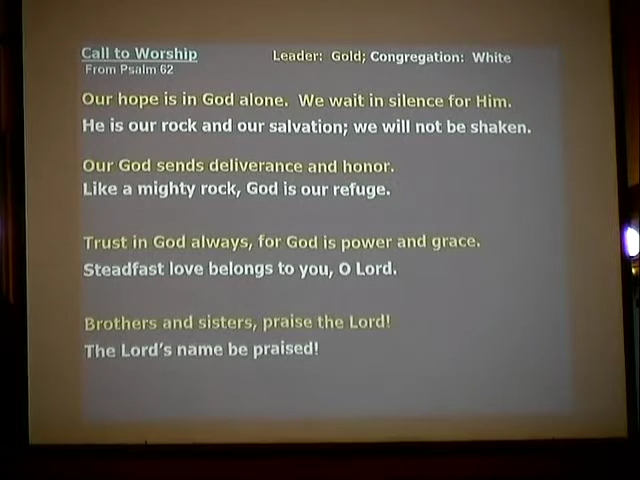 Call to Worship
Leader: Gold; Congregation: White
From Psalm 62
Our hope is in God alone. We wait in silence for Him.
He is our rock and our salvation; we will not be shaken.
Our God sends deliverance and honor.
Like a mighty rock, God is our refuge.
Trust in God always, for God is power and grace.
Steadfast love belongs to you, O Lord.
Brothers and sisters, praise the Lord!
The Lord's name be praised!